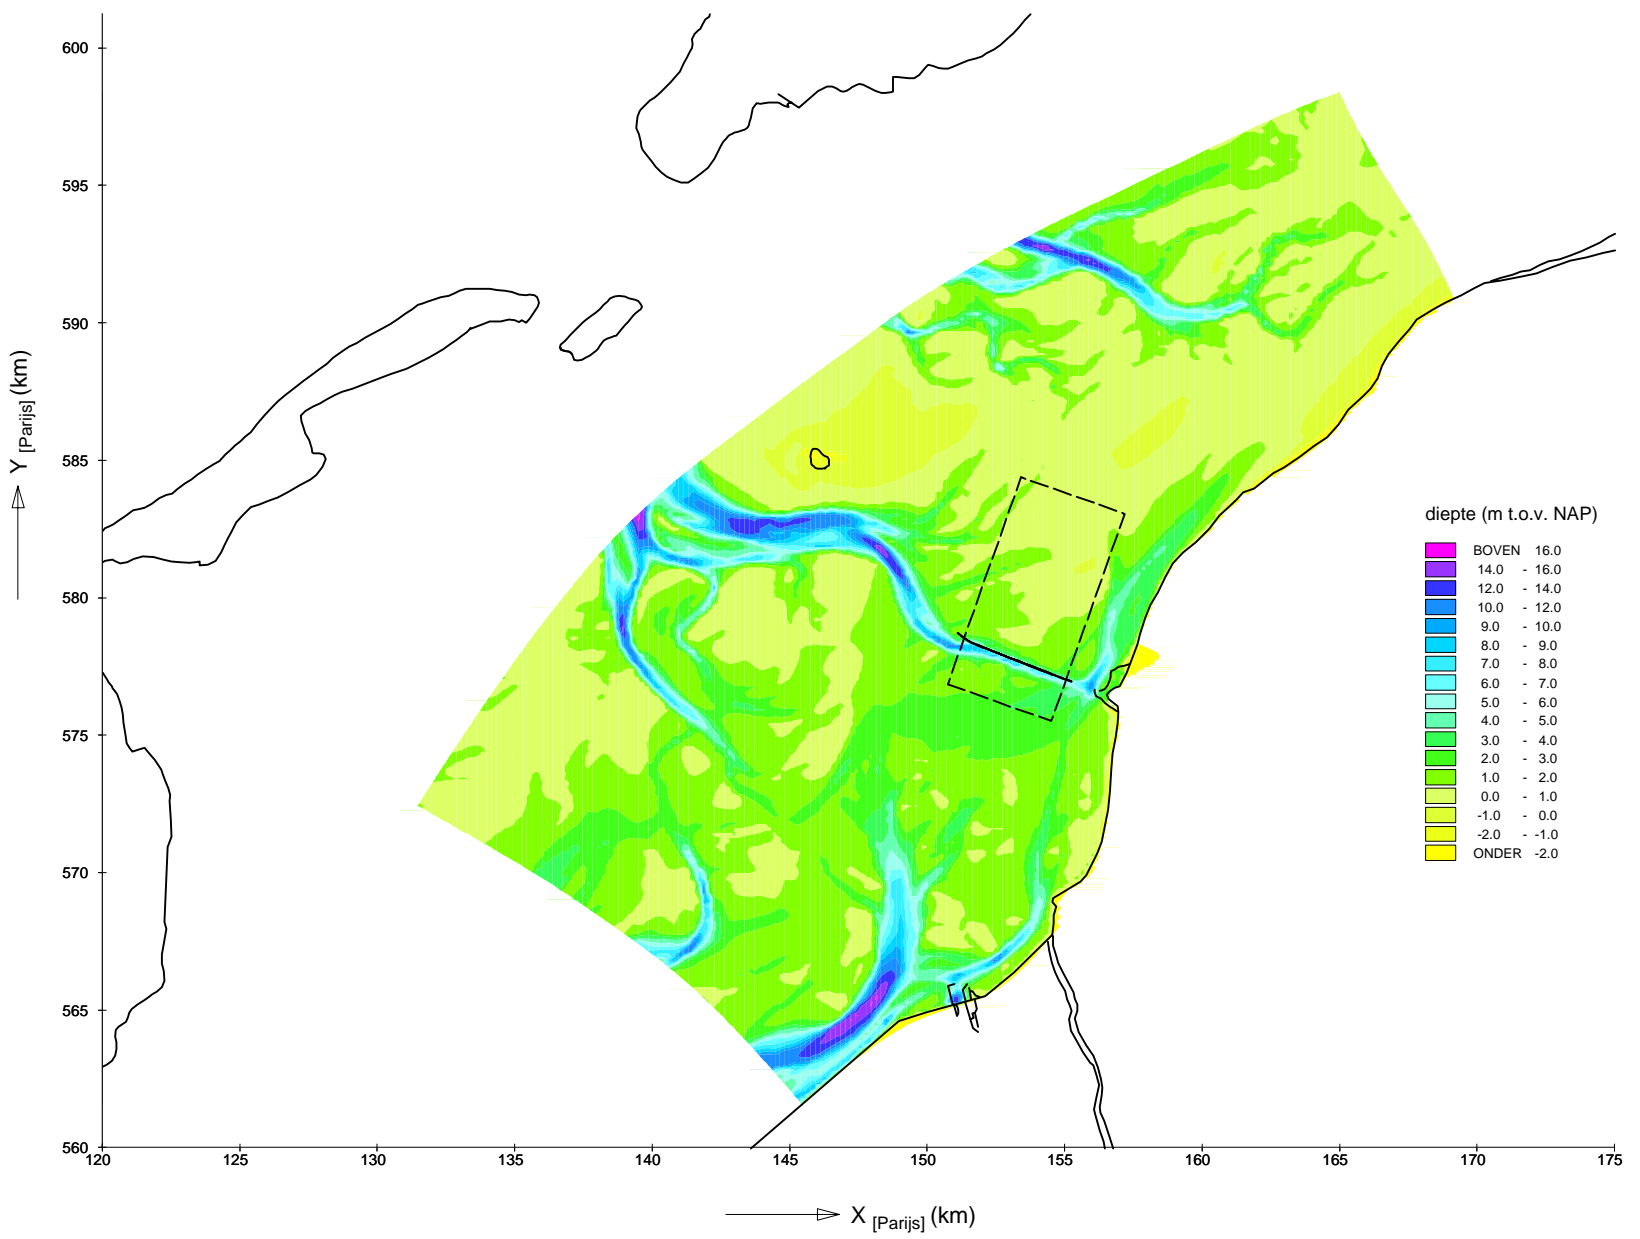 600
595
590
585
580
575
570
565
560
Y [Parijs] (km)
120 125 130 135 140 145 150 155 160 165 170 175
X [Parijs] (km)
diepte (m t.o.v. NAP)
BOVEN 16.0
14.0 - 16.0
12.0 - 14.0
10.0 - 12.0
9.0 - 10.0
8.0 - 9.0
7.0 - 8.0
6.0 - 7.0
5.0 - 6.0
4.0 - 5.0
3.0 - 4.0
2.0 - 3.0
1.0 - 2.0
0.0 - 1.0
-1.0 - 0.0
-2.0 - -1.0
ONDER -2.0